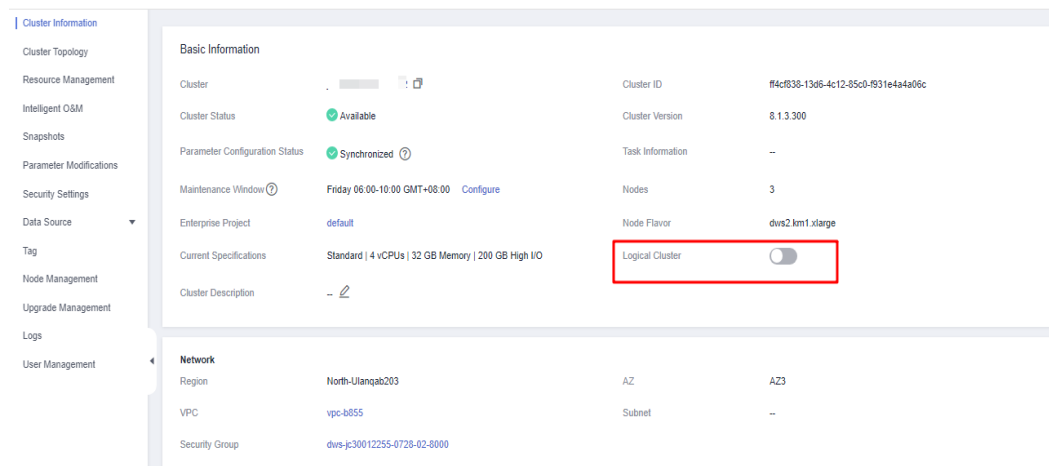 Cluster Information
Cluster Topology
Resource Management
Intelligent O&M
Snapshots
Parameter Modifications
Security Settings
Data Source
Tag
Node Management
Upgrade Management
Logs
User Management
Basic Information
Cluster
Cluster ID ff4cf838-13d6-4c12-85c0-f931e4a4a06c
Cluster Status Available Cluster Version 8.1.3.300
Parameter Configuration Status Synchronized ? Task Information --
Maintenance Window ? Friday 06:00-10:00 GMT+08:00 Configure Nodes 3
Enterprise Project default Node Flavor dws2.km1.xlarge
Current Specifications Standard | 4 vCPUs | 32 GB Memory | 200 GB High I/O Logical Cluster
Cluster Description --
Network
Region North-Ulanqab203 AZ AZ3
VPC vpc-b855 Subnet --
Security Group dws-jc30012255-0728-02-8000